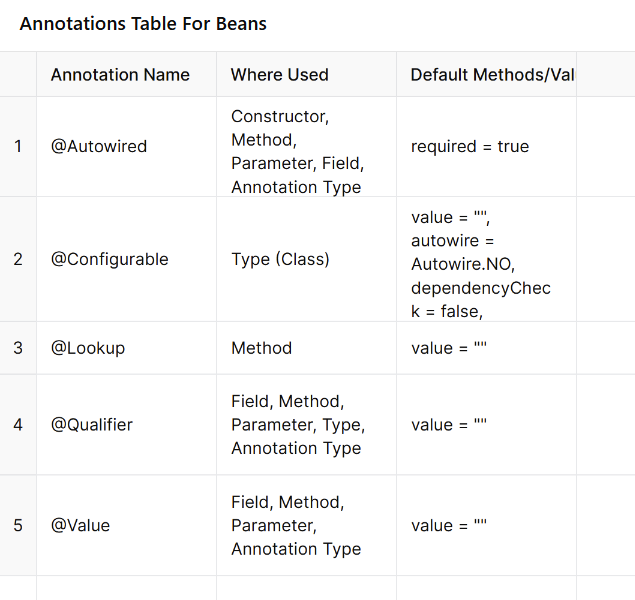 Annotations Table For Beans
Annotation Name
Where Used
Default Methods/Val
1
@Autowired
Constructor,
Method,
Parameter, Field,
Annotation Type
required = true
2
@Configurable
Type (Class)
value = "",
autowire =
Autowire.NO,
dependencyChec
k = false,
3
@Lookup
Method
value = ""
4
@Qualifier
Field, Method,
Parameter, Type,
Annotation Type
value = ""
5
@Value
Field, Method,
Parameter,
Annotation Type
value = ""